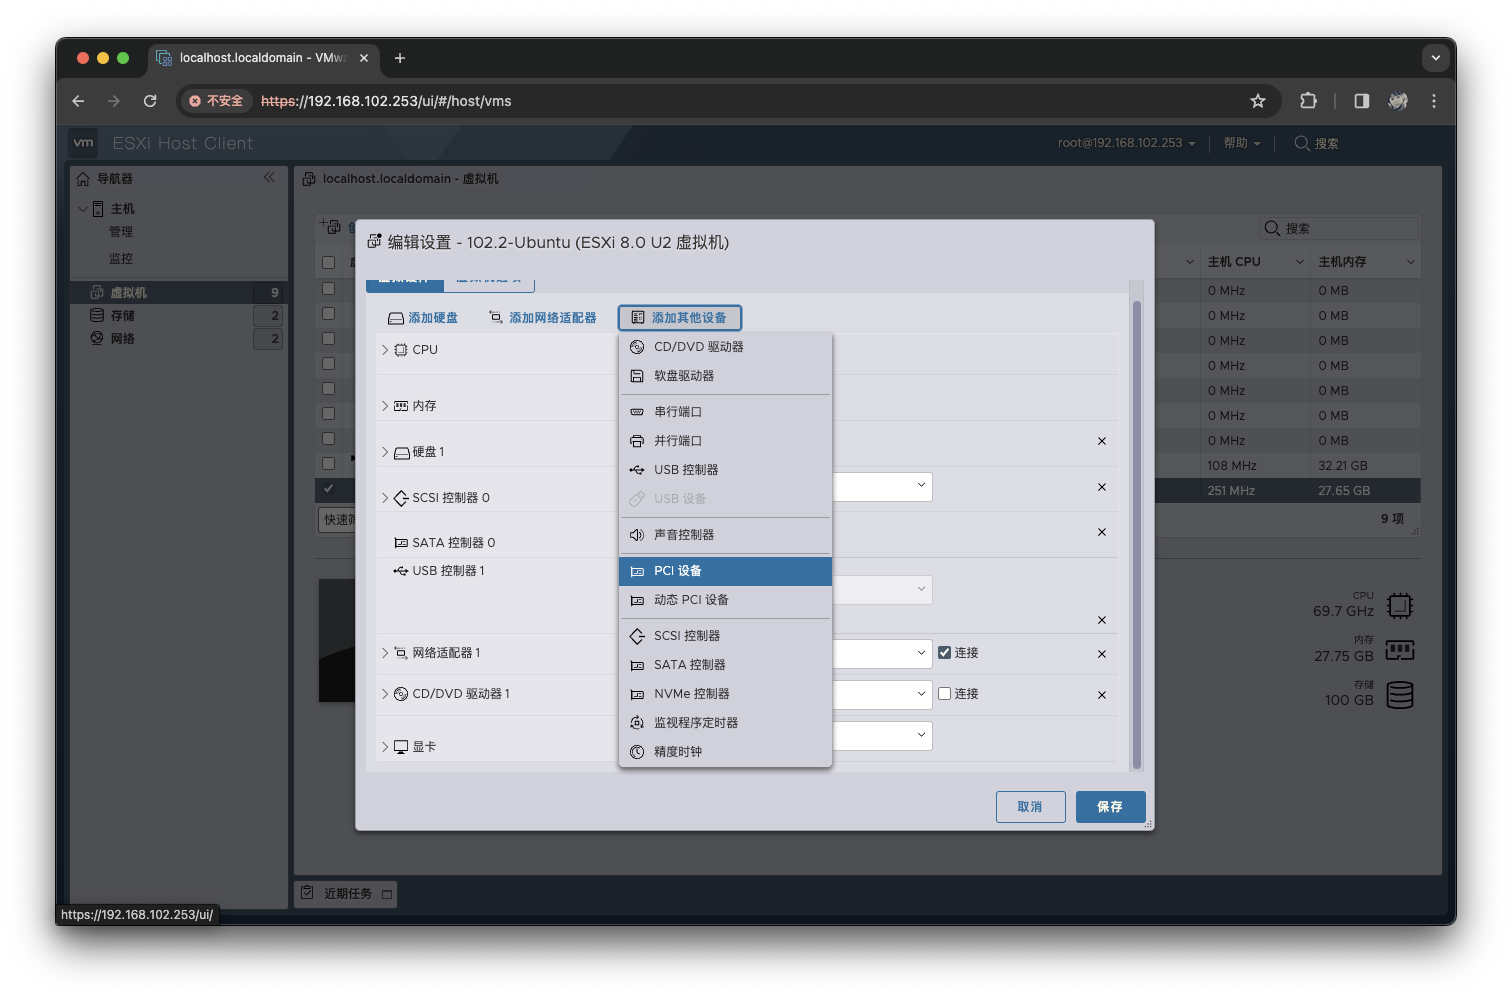 localhost.localdomain - VMwa
不安全
https://192.168.102.253/ui/#/host/vms
vm
ESXi Host Client
root@192.168.102.253
帮助
搜索
导航器
localhost.localdomain - 虚拟机
主机
管理
监控
虚拟机
9
存储
2
网络
2
搜索
主机 CPU
主机内存
0 MHz
0 MB
0 MHz
0 MB
0 MHz
0 MB
0 MHz
0 MB
0 MHz
0 MB
0 MHz
0 MB
0 MHz
0 MB
108 MHz
32.21 GB
251 MHz
27.65 GB
快速筛
9 项
CPU
69.7 GHz
内存
27.75 GB
存储
100 GB
编辑设置 - 102.2-Ubuntu (ESXi 8.0 U2 虚拟机)
添加硬盘
添加网络适配器
添加其他设备
CPU
内存
硬盘 1
SCSI 控制器 0
SATA 控制器 0
USB 控制器 1
网络适配器 1
连接
CD/DVD 驱动器 1
连接
显卡
CD/DVD 驱动器
软盘驱动器
串行端口
并行端口
USB 控制器
USB 设备
声音控制器
PCI 设备
动态 PCI 设备
SCSI 控制器
SATA 控制器
NVMe 控制器
监视程序定时器
精度时钟
取消
保存
近期任务
https://192.168.102.253/ui/